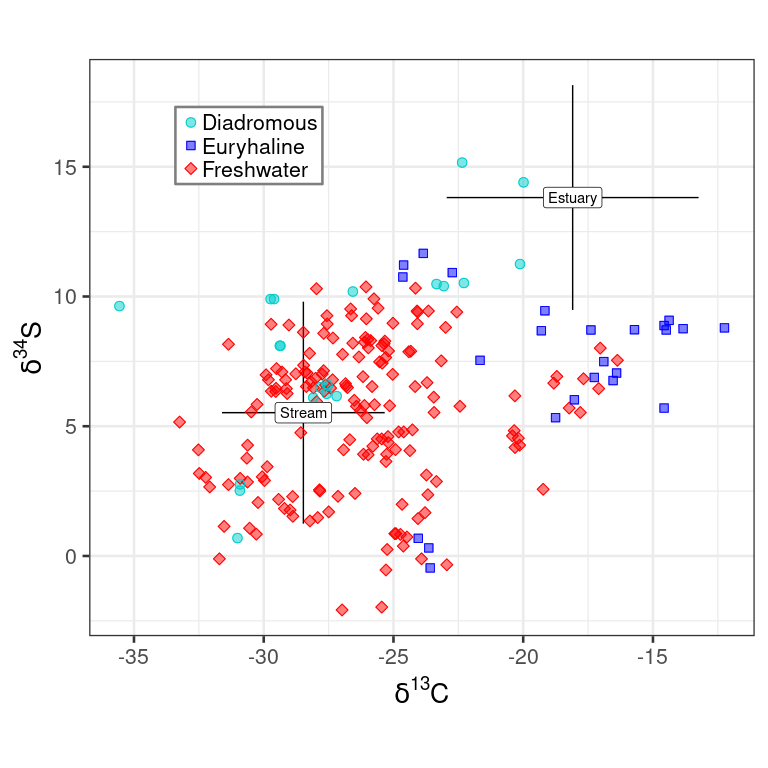 Diadromous
Euryhaline
Freshwater
Estuary
Stream
15
10
5
0
-35
-30
-25
-20
-15
δ³⁴S
δ¹³C